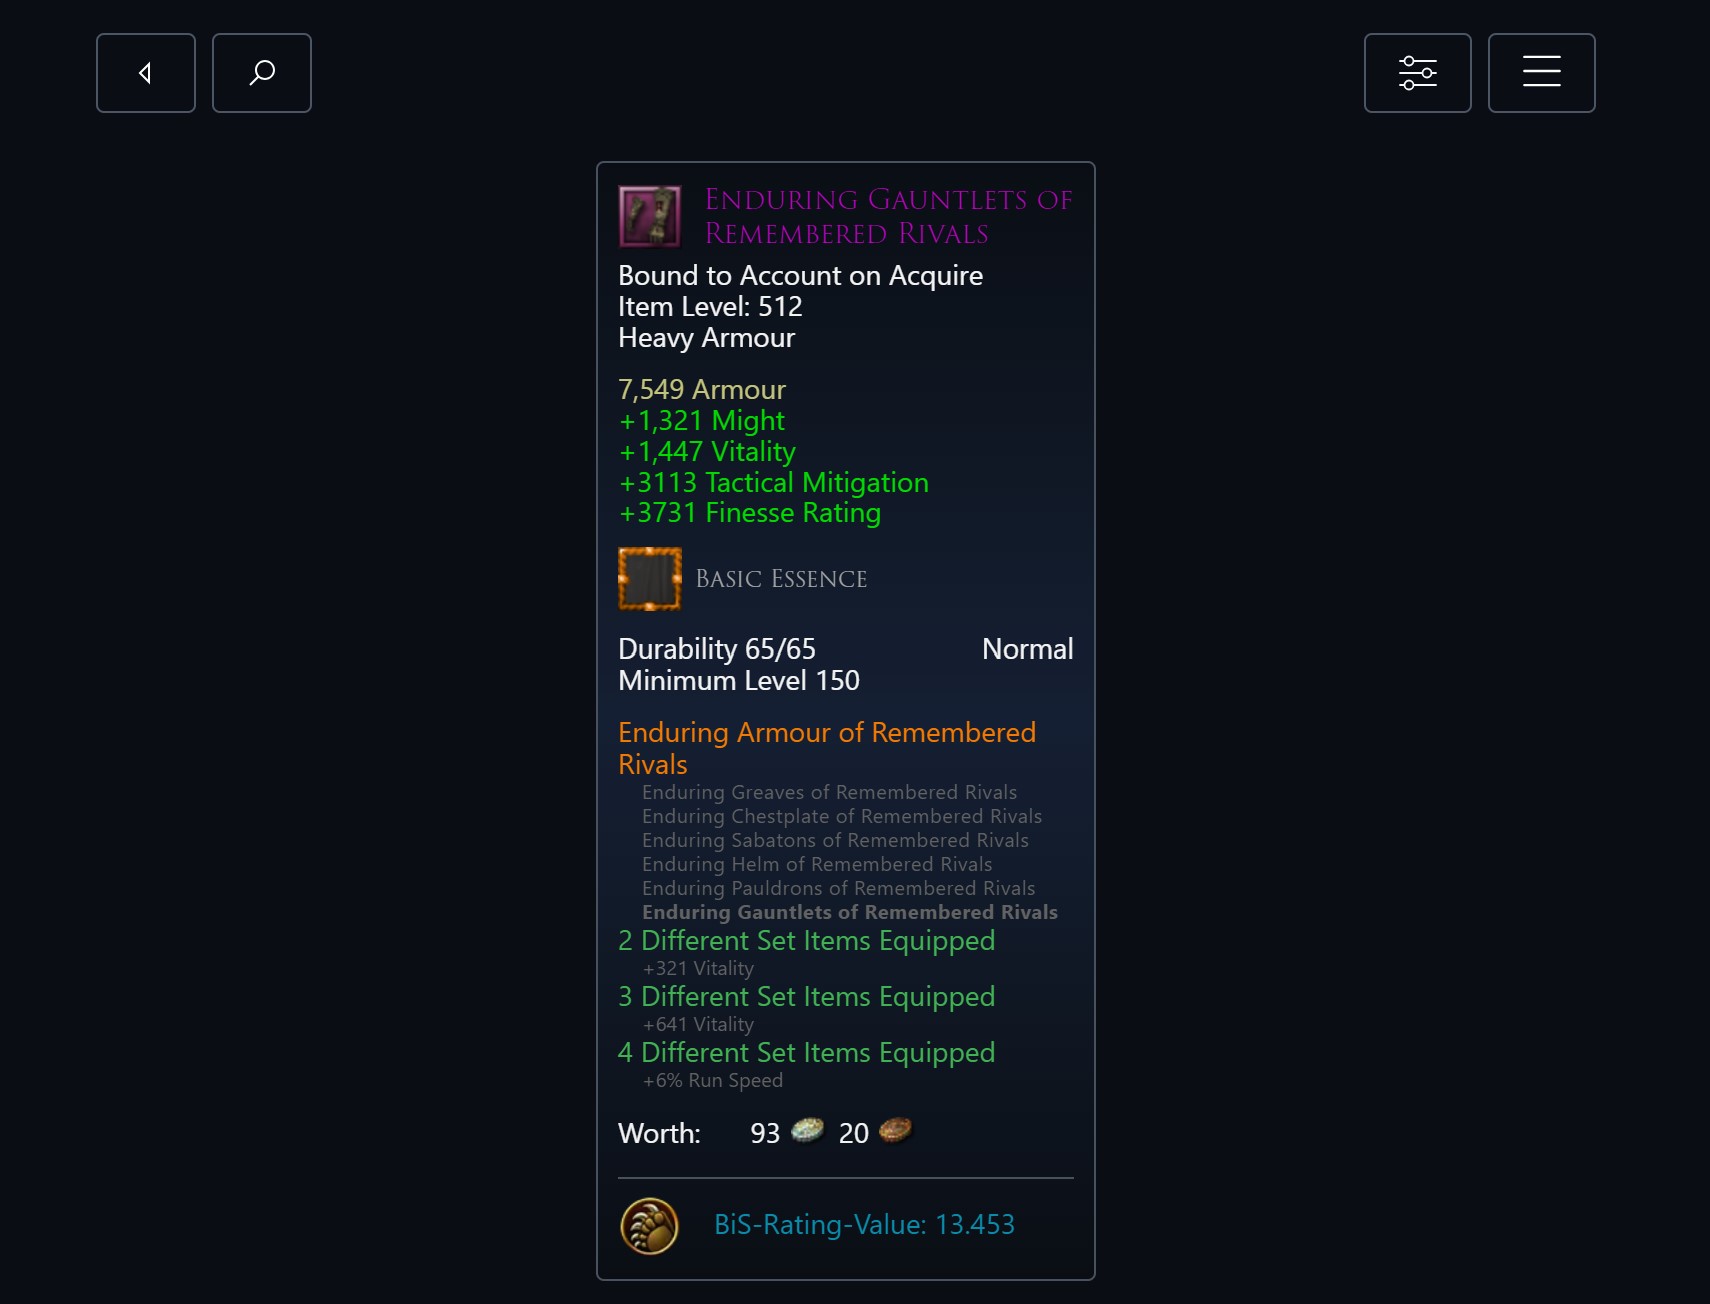 Enduring Gauntlets of
Remembered Rivals
Bound to Account on Acquire
Item Level: 512
Heavy Armour
7,549 Armour
+1,321 Might
+1,447 Vitality
+3113 Tactical Mitigation
+3731 Finesse Rating
Basic Essence
Durability 65/65 Normal
Minimum Level 150
Enduring Armour of Remembered
Rivals
Enduring Greaves of Remembered Rivals
Enduring Chestplate of Remembered Rivals
Enduring Sabatons of Remembered Rivals
Enduring Helm of Remembered Rivals
Enduring Pauldrons of Remembered Rivals
Enduring Gauntlets of Remembered Rivals
2 Different Set Items Equipped
+321 Vitality
3 Different Set Items Equipped
+641 Vitality
4 Different Set Items Equipped
+6% Run Speed
Worth: 93 20
BiS-Rating-Value: 13.453